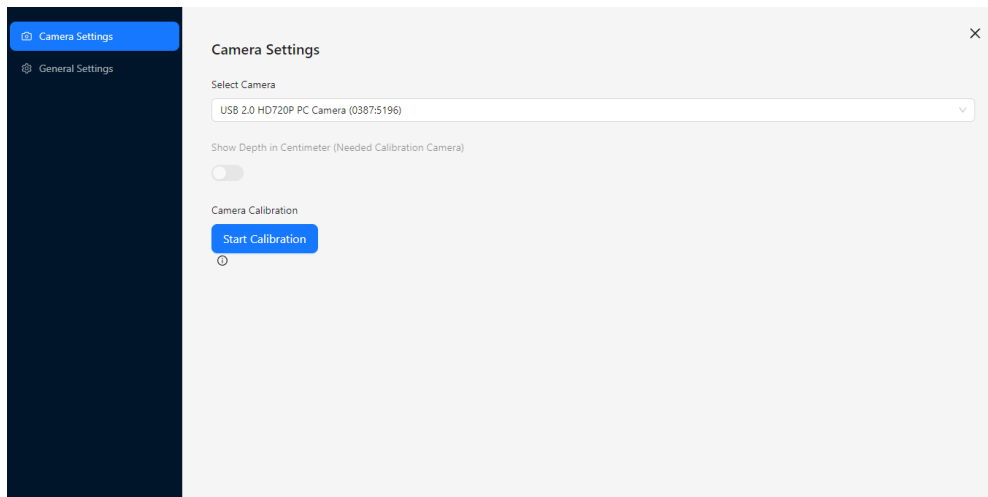 Camera Settings
General Settings
Camera Settings
Select Camera
USB 2.0 HD720P PC Camera (0387:5196)
Show Depth in Centimeter (Needed Calibration Camera)
Camera Calibration
Start Calibration